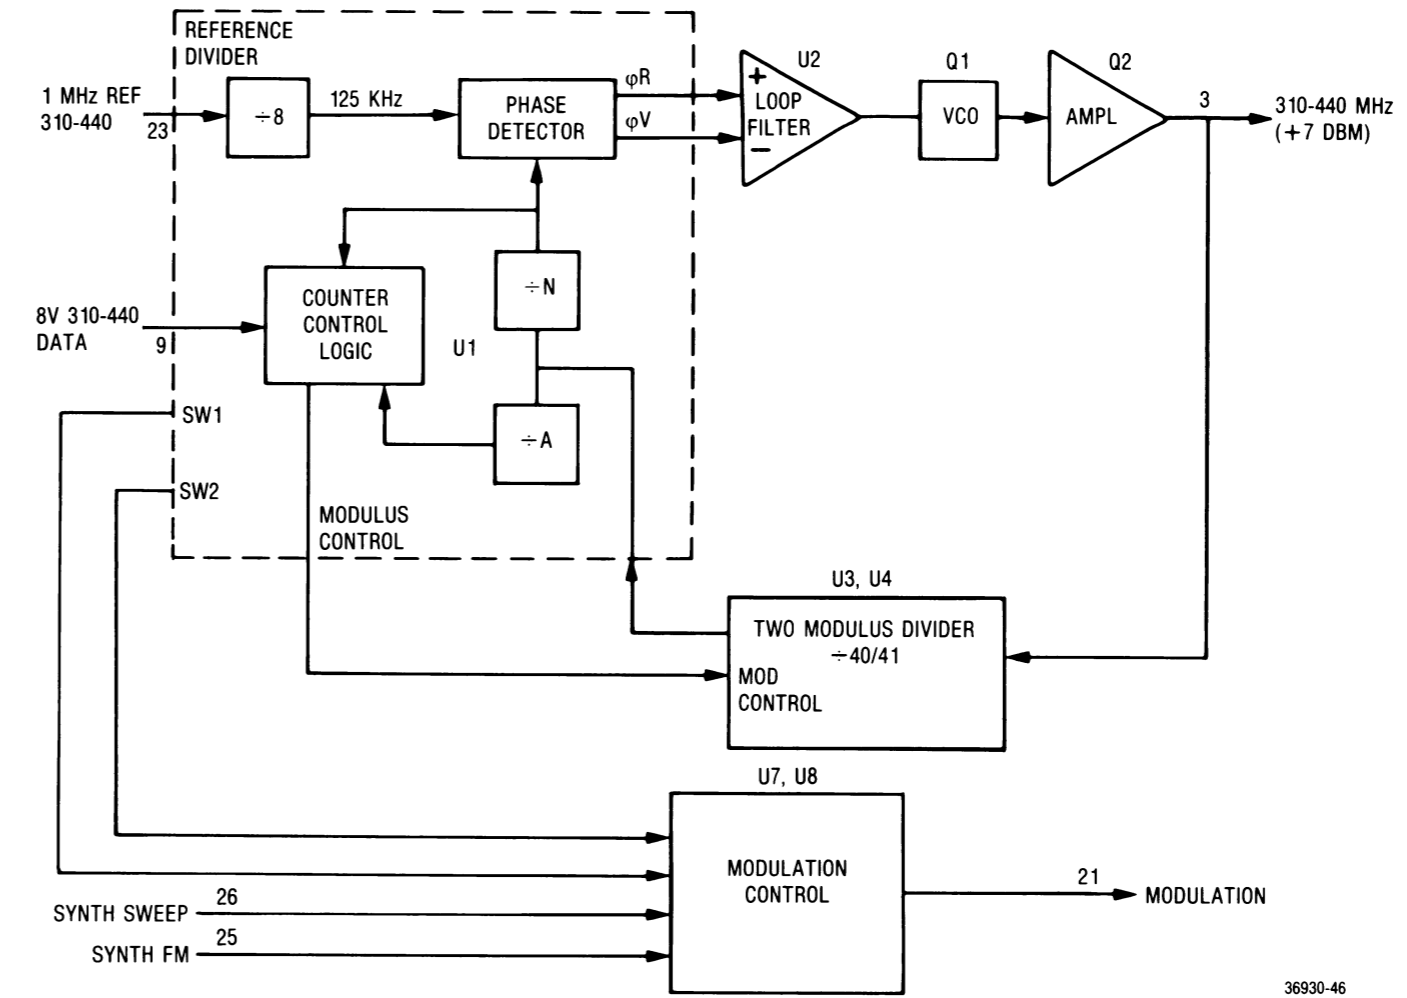 REFERENCE
DIVIDER
1 MHz REF
310-440
23
÷8
125 KHz
PHASE
DETECTOR
φR
φV
U2
+
LOOP
FILTER
−
Q1
VCO
Q2
AMPL
3
310-440 MHz
(+7 DBM)
÷N
COUNTER
CONTROL
LOGIC
U1
8V 310-440
DATA
9
÷A
SW1
SW2
MODULUS
CONTROL
U3, U4
TWO MODULUS DIVIDER
÷40/41
MOD
CONTROL
U7, U8
MODULATION
CONTROL
21
MODULATION
26
SYNTH SWEEP
25
SYNTH FM
36930-46